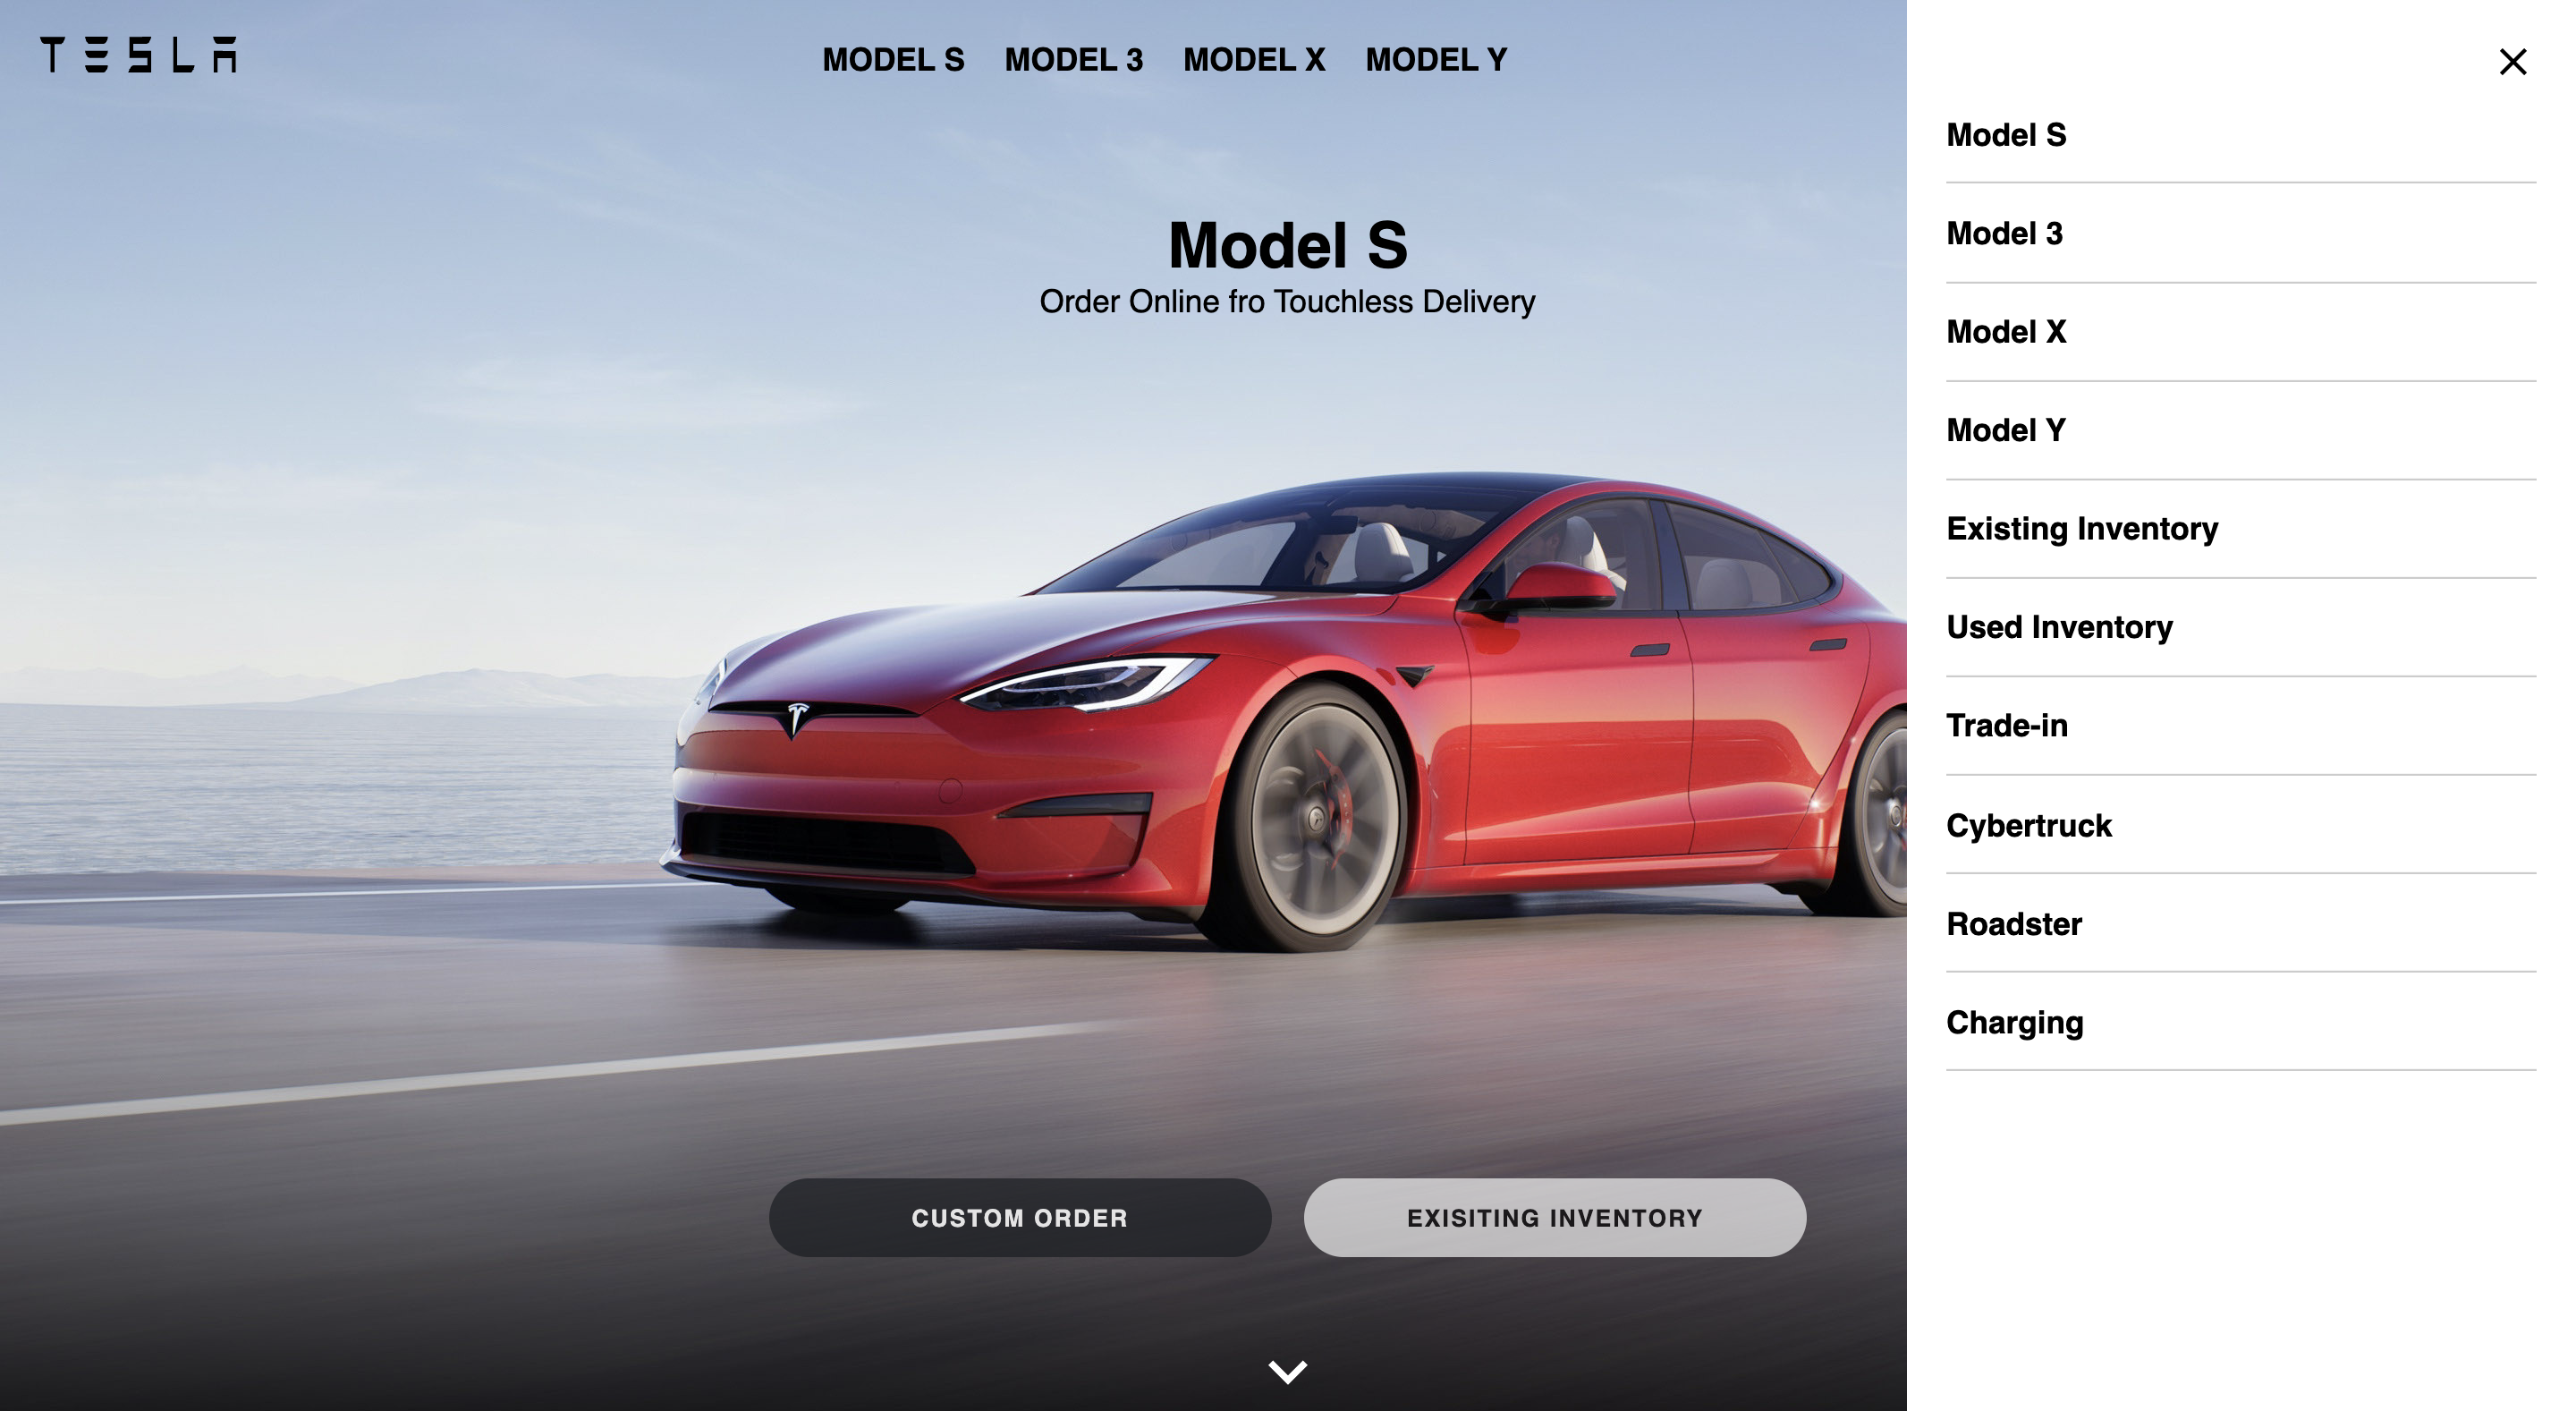 TESLA
MODEL S MODEL 3 MODEL X MODEL Y
Model S
Order Online fro Touchless Delivery
CUSTOM ORDER
EXISITING INVENTORY
Model S
Model 3
Model X
Model Y
Existing Inventory
Used Inventory
Trade-in
Cybertruck
Roadster
Charging